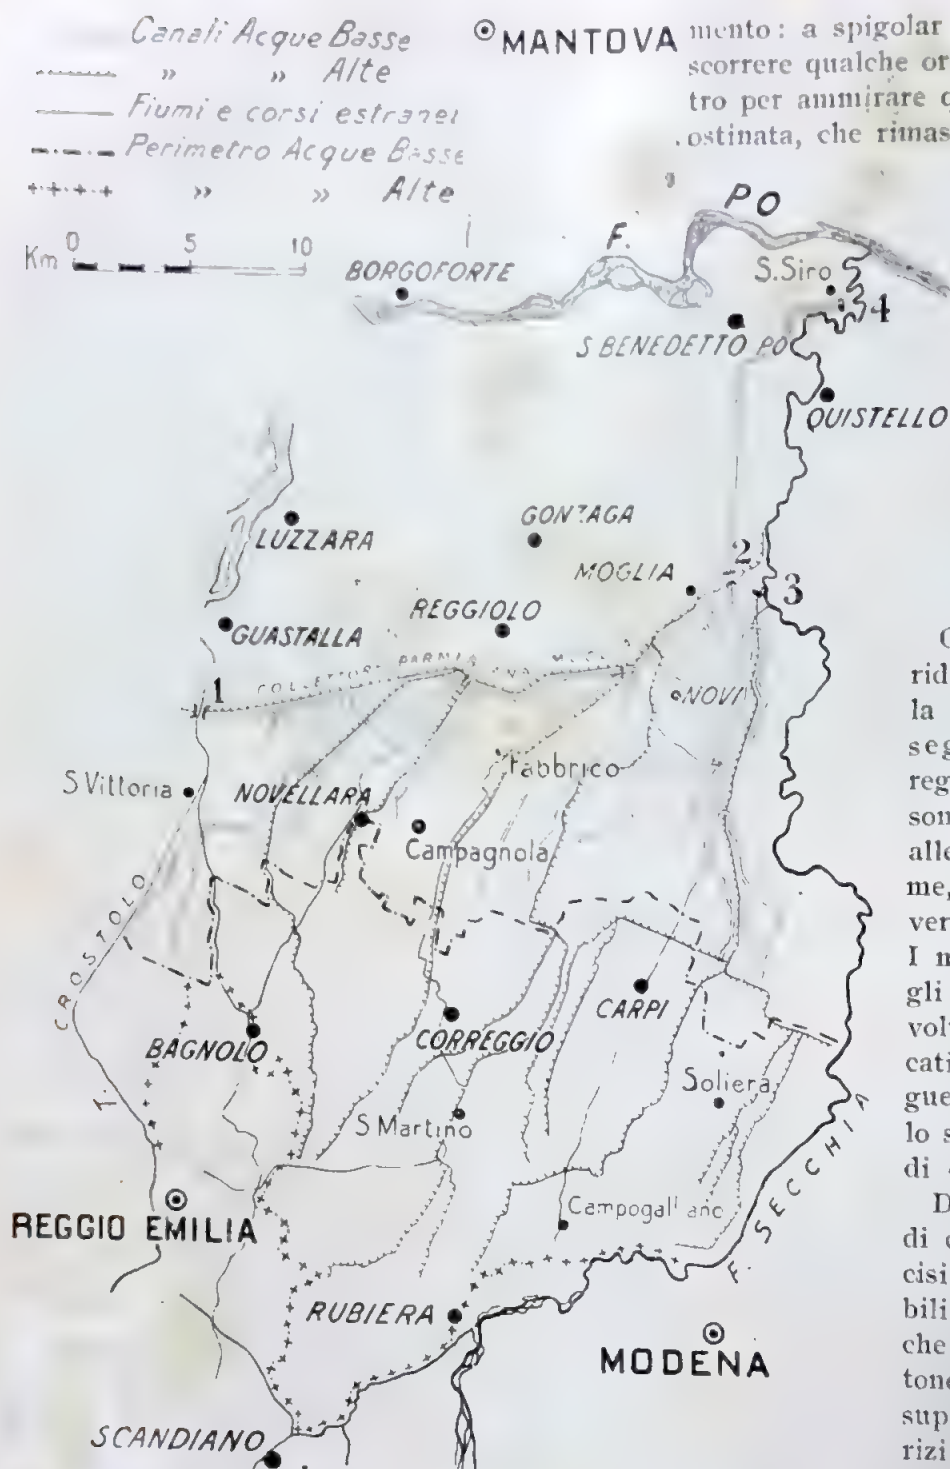 Canali Acque Basse
" " Alte
Fiumi e corsi estranei
Perimetro Acque Basse
" " Alte
Km 0 5 10
MANTOVA
mento: a spigolar
scorrere qualche or
tro per ammirare
ostinata, che rimas
F. PO
BORGOFORTE
S.Siro
4
S BENEDETTO PO
QUISTELLO
LUZZARA
GONZAGA
2
MOGLIA
3
REGGIOLO
GUASTALLA
1
COLLETTORE PARMIG
NOVI
S Vittoria
NOVELLARA
Fabbrico
Campagnola
T. CROSTOLO
CARPI
BAGNOLO
CORREGGIO
Soliera
S Martino
F. SECCHIA
REGGIO EMILIA
Campogalliano
RUBIERA
MODENA
SCANDIANO
rid
la
seg
reg
son
alle
me,
ver
I m
gli
vol
cati
gue
lo s
di
D
di
cisi
bili
che
tone
sup
rizi